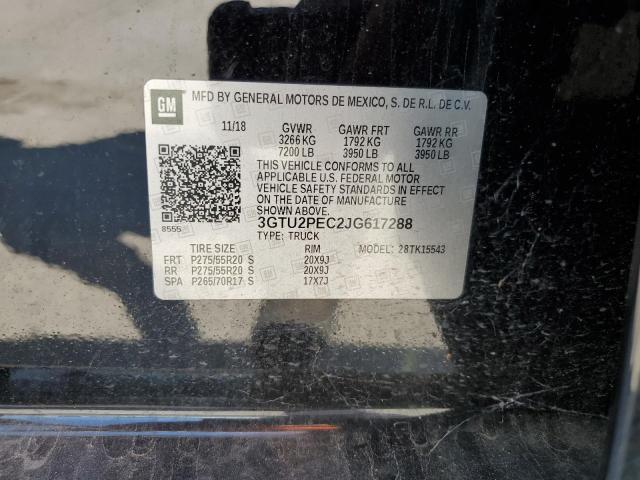 GM
MFD BY GENERAL MOTORS DE MEXICO, S. DE R.L. DE C.V.
11/18 GVWR GAWR FRT GAWR RR
3266 KG 1792 KG 1792 KG
7200 LB 3950 LB 3950 LB
THIS VEHICLE CONFORMS TO ALL
APPLICABLE U.S. FEDERAL MOTOR
VEHICLE SAFETY STANDARDS IN EFFECT
ON THE DATE OF MANUFACTURE
SHOWN ABOVE.
8555 3GTU2PEC2JG617288
TYPE: TRUCK
TIRE SIZE RIM MODEL: 28TK15543
FRT P275/55R20 S 20X9J
RR P275/55R20 S 20X9J
SPA P265/70R17 S 17X7J